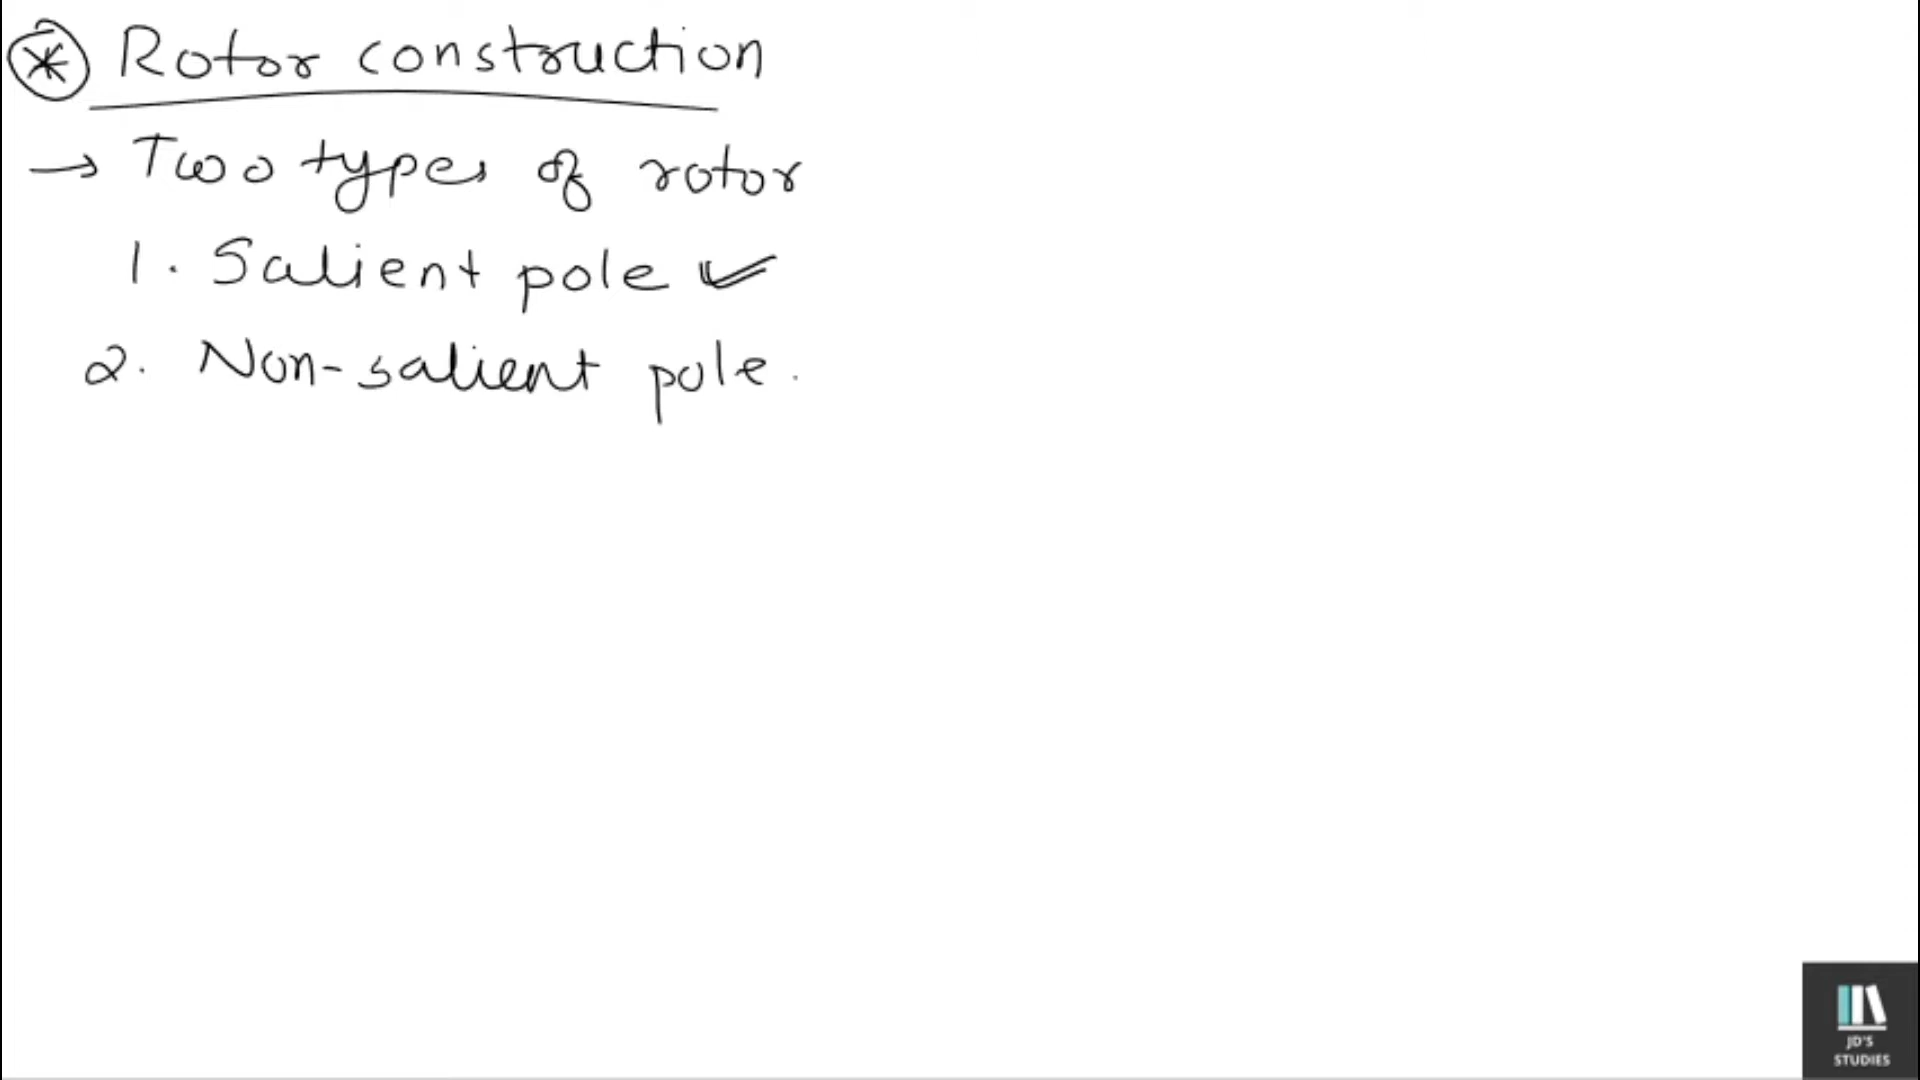 * Rotor construction
→ Two types of rotor
1. Salient pole ✓
2. Non-salient pole.
JD'S
STUDIES